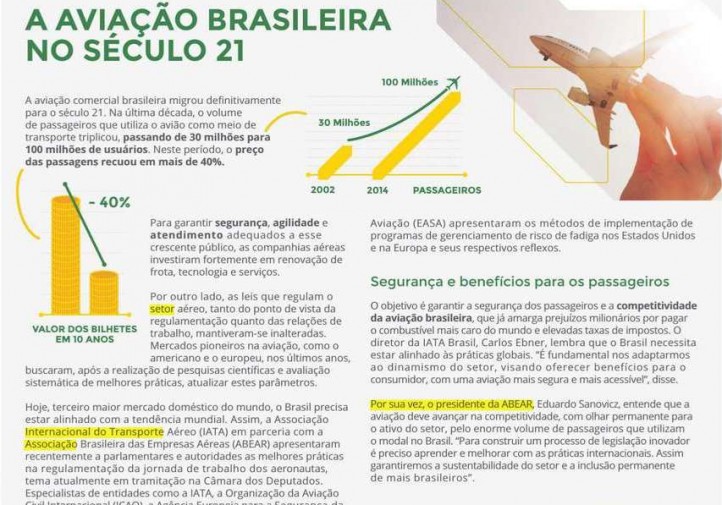 A AVIAÇÃO BRASILEIRA
NO SÉCULO 21
A aviação comercial brasileira migrou definitivamente
para o século 21. Na última década, o volume
de passageiros que utiliza o avião como meio de
transporte triplicou, passando de 30 milhões para
100 milhões de usuários. Neste período, o preço
das passagens recuou em mais de 40%.
100 Milhões
30 Milhões
2002
2014
PASSAGEIROS
- 40%
VALOR DOS BILHETES
EM 10 ANOS
Para garantir segurança, agilidade e
atendimento adequados a esse
crescente público, as companhias aéreas
investiram fortemente em renovação de
frota, tecnologia e serviços.
Por outro lado, as leis que regulam o
setor aéreo, tanto do ponto de vista da
regulamentação quanto das relações de
trabalho, mantiveram-se inalteradas.
Mercados pioneiros na aviação, como o
americano e o europeu, nos últimos anos,
buscaram, após a realização de pesquisas científicas e avaliação
sistemática de melhores práticas, atualizar estes parâmetros.
Hoje, terceiro maior mercado doméstico do mundo, o Brasil precisa
estar alinhado com a tendência mundial. Assim, a Associação
Internacional do Transporte Aéreo (IATA) em parceria com a
Associação Brasileira das Empresas Aéreas (ABEAR) apresentaram
recentemente a parlamentares e autoridades as melhores práticas
na regulamentação da jornada de trabalho dos aeronautas,
tema atualmente em tramitação na Câmara dos Deputados.
Especialistas de entidades como a IATA, a Organização da Aviação
Civil Internacional (ICAO), a Agência Europeia para a Segurança da
Aviação (EASA) apresentaram os métodos de implementação de
programas de gerenciamento de risco de fadiga nos Estados Unidos
e na Europa e seus respectivos reflexos.
Segurança e benefícios para os passageiros
O objetivo é garantir a segurança dos passageiros e a competitividade
da aviação brasileira, que já amarga prejuízos milionários por pagar
o combustível mais caro do mundo e elevadas taxas de impostos. O
diretor da IATA Brasil, Carlos Ebner, lembra que o Brasil necessita
estar alinhado às práticas globais. “É fundamental nos adaptarmos
ao dinamismo do setor, visando oferecer benefícios para o
consumidor, com uma aviação mais segura e mais acessível”, disse.
Por sua vez, o presidente da ABEAR, Eduardo Sanovicz, entende que a
aviação deve avançar na competitividade, com olhar permanente para
o ativo do setor, pelo enorme volume de passageiros que utilizam
o modal no Brasil. “Para construir um processo de legislação inovador
é preciso aprender e melhorar com as práticas internacionais. Assim
garantiremos a sustentabilidade do setor e a inclusão permanente
de mais brasileiros”.